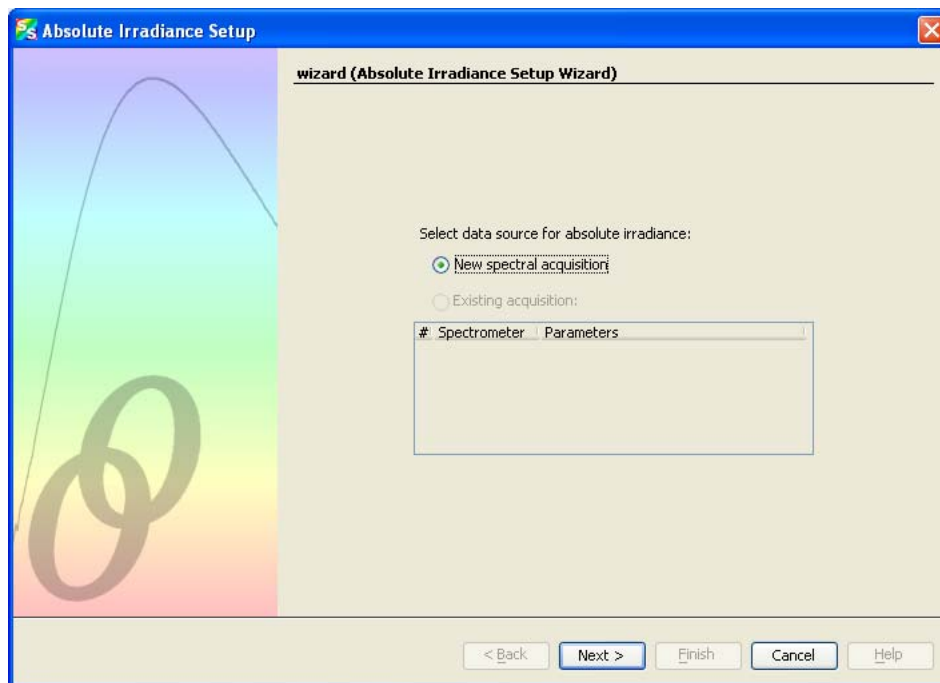 Absolute Irradiance Setup
wizard (Absolute Irradiance Setup Wizard)
Select data source for absolute irradiance:
New spectral acquisition
Existing acquisition:
# Spectrometer Parameters
< Back Next > Finish Cancel Help